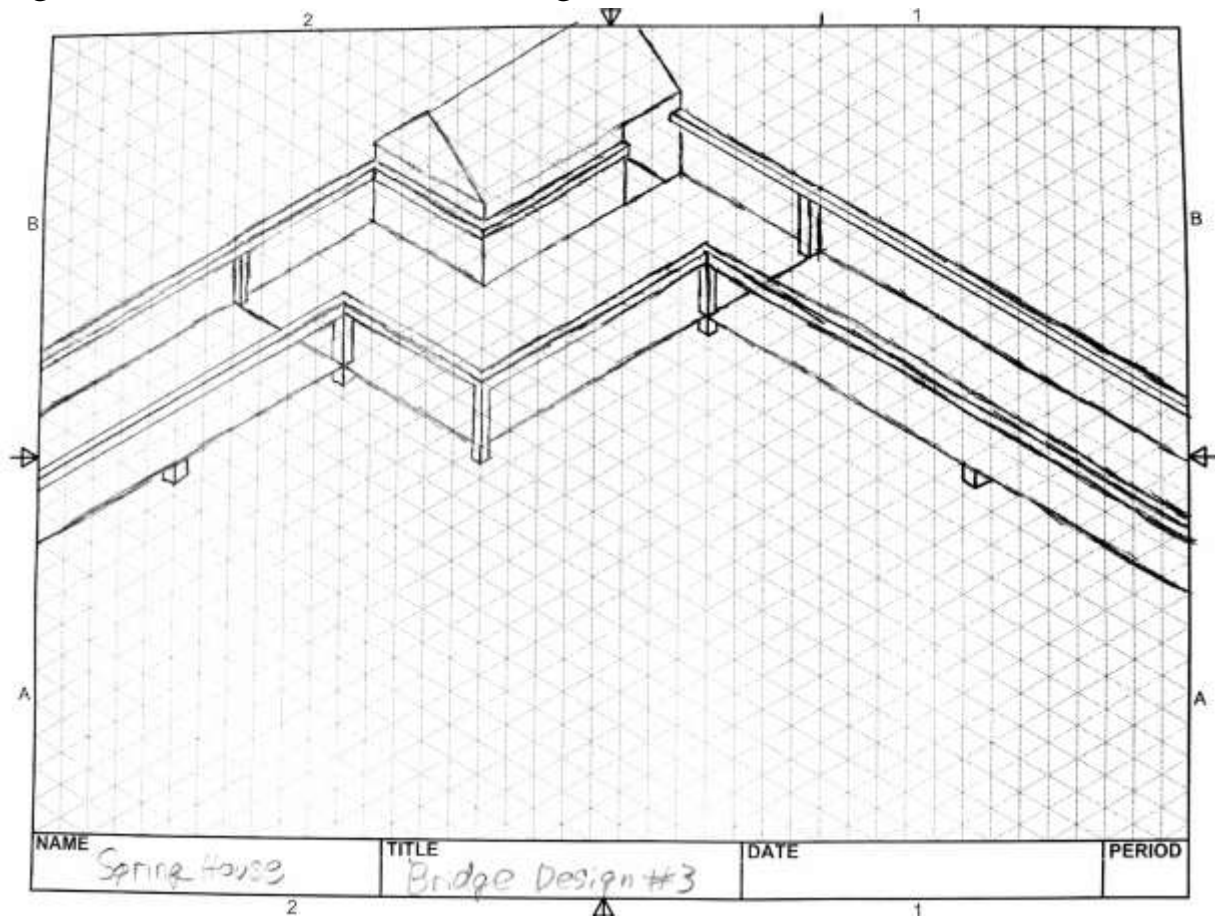 2 1
B B
A A
NAME Spring House TITLE Bridge Design #3 DATE PERIOD
2 1